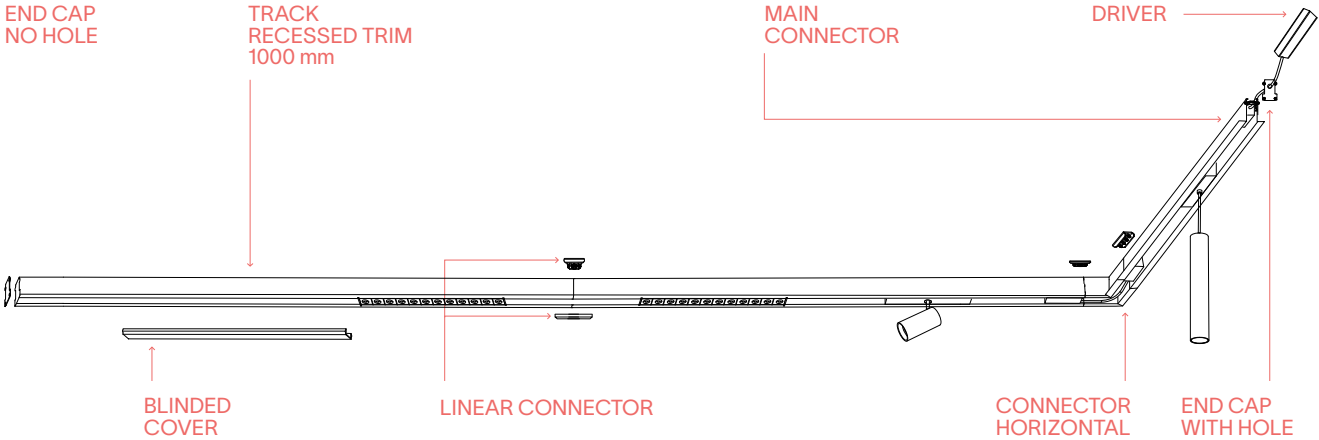 END CAP
NO HOLE
TRACK
RECESSED TRIM
1000 mm
MAIN
CONNECTOR
DRIVER
BLINDED
COVER
LINEAR CONNECTOR
CONNECTOR
HORIZONTAL
END CAP
WITH HOLE